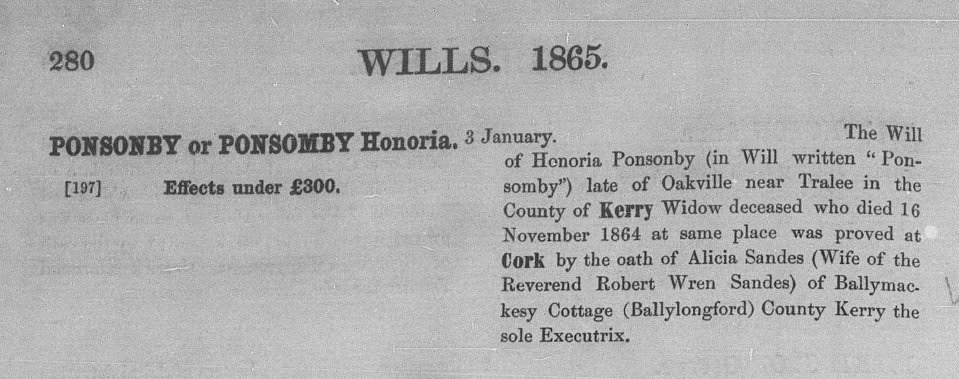 280
WILLS. 1865.
PONSONBY or PONSOMBY Honoria. 3 January. The Will
of Honoria Ponsonby (in Will written “ Pon-
[197] Effects under £300. somby”) late of Oakville near Tralee in the
County of Kerry Widow deceased who died 16
November 1864 at same place was proved at
Cork by the oath of Alicia Sandes (Wife of the
Reverend Robert Wren Sandes) of Ballymac-
kesy Cottage (Ballylongford) County Kerry the
sole Executrix.